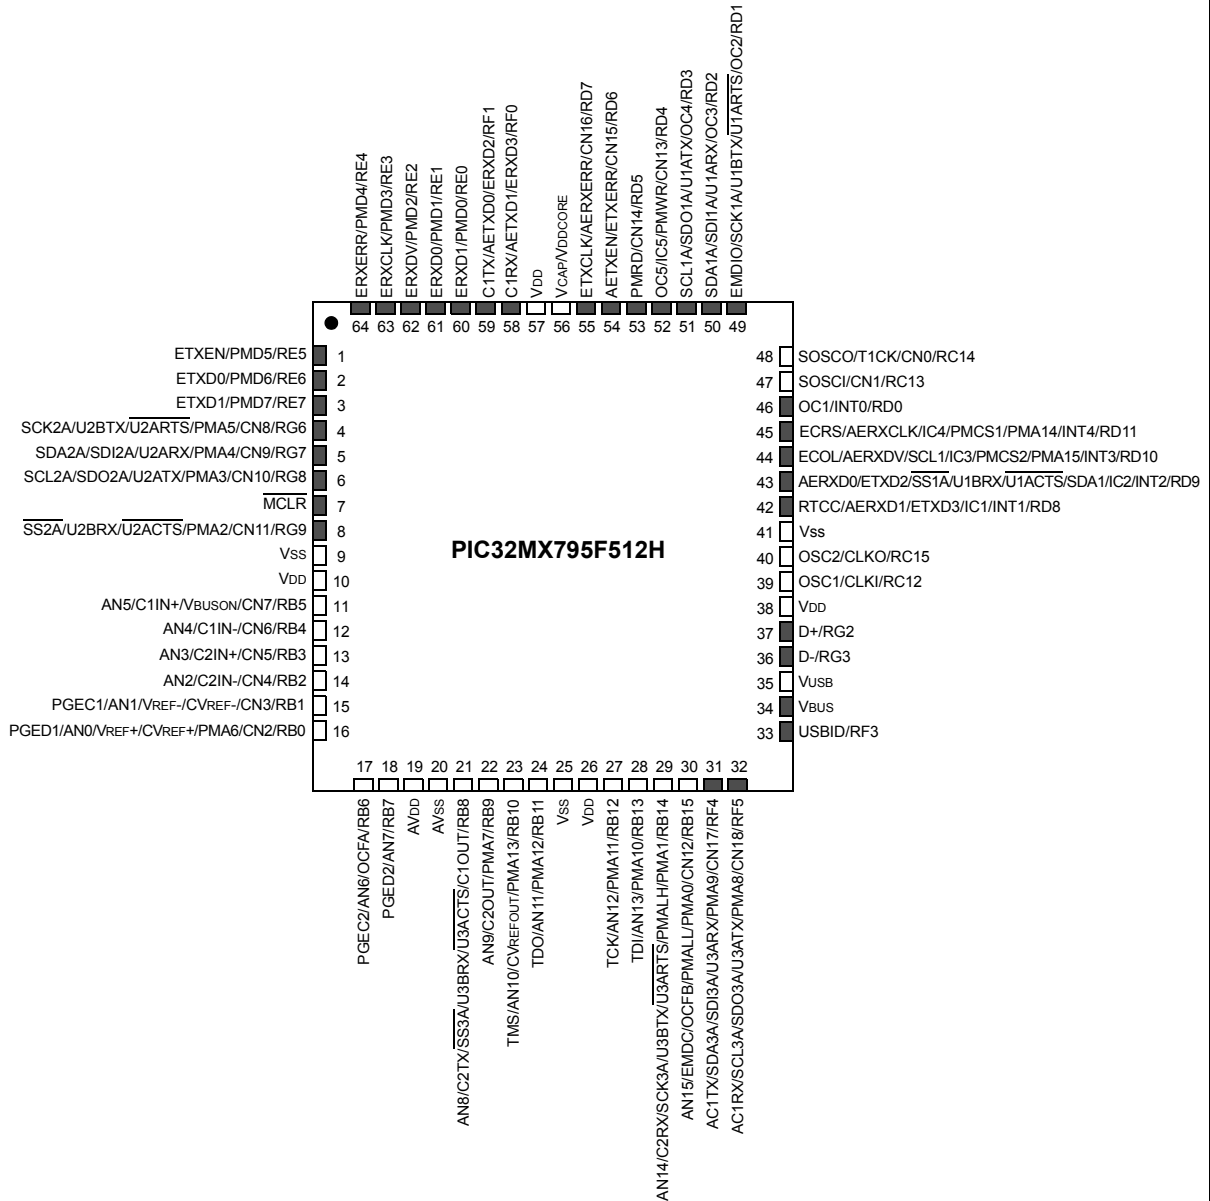 ERXERR/PMD4/RE4
ERXCLK/PMD3/RE3
ERXDV/PMD2/RE2
ERXD0/PMD1/RE1
ERXD1/PMD0/RE0
C1TX/AETXD0/ERXD2/RF1
C1RX/AETXD1/ERXD3/RF0
VDD
VCAP/VDDCORE
ETXCLK/AERXERR/CN16/RD7
AETXEN/ETXERR/CN15/RD6
PMRD/CN14/RD5
OC5/IC5/PMWR/CN13/RD4
SCL1A/SDO1A/U1ATX/OC4/RD3
SDA1A/SDI1A/U1ARX/OC3/RD2
EMDIO/SCK1A/U1BTX/U1ARTS/OC2/RD1
64 63 62 61 60 59 58 57 56 55 54 53 52 51 50 49
ETXEN/PMD5/RE5 1
ETXD0/PMD6/RE6 2
ETXD1/PMD7/RE7 3
SCK2A/U2BTX/U2ARTS/PMA5/CN8/RG6 4
SDA2A/SDI2A/U2ARX/PMA4/CN9/RG7 5
SCL2A/SDO2A/U2ATX/PMA3/CN10/RG8 6
MCLR 7
SS2A/U2BRX/U2ACTS/PMA2/CN11/RG9 8
VSS 9
VDD 10
AN5/C1IN+/VBUSON/CN7/RB5 11
AN4/C1IN-/CN6/RB4 12
AN3/C2IN+/CN5/RB3 13
AN2/C2IN-/CN4/RB2 14
PGEC1/AN1/VREF-/CVREF-/CN3/RB1 15
PGED1/AN0/VREF+/CVREF+/PMA6/CN2/RB0 16
PIC32MX795F512H
48 SOSCO/T1CK/CN0/RC14
47 SOSCI/CN1/RC13
46 OC1/INT0/RD0
45 ECRS/AERXCLK/IC4/PMCS1/PMA14/INT4/RD11
44 ECOL/AERXDV/SCL1/IC3/PMCS2/PMA15/INT3/RD10
43 AERXD0/ETXD2/SS1A/U1BRX/U1ACTS/SDA1/IC2/INT2/RD9
42 RTCC/AERXD1/ETXD3/IC1/INT1/RD8
41 Vss
40 OSC2/CLKO/RC15
39 OSC1/CLKI/RC12
38 VDD
37 D+/RG2
36 D-/RG3
35 VUSB
34 VBUS
33 USBID/RF3
17 18 19 20 21 22 23 24 25 26 27 28 29 30 31 32
PGEC2/AN6/OCFA/RB6
PGED2/AN7/RB7
AVDD
AVSS
AN8/C2TX/SS3A/U3BRX/U3ACTS/C1OUT/RB8
AN9/C2OUT/PMA7/RB9
TMS/AN10/CVREFOUT/PMA13/RB10
TDO/AN11/PMA12/RB11
VSS
VDD
TCK/AN12/PMA11/RB12
TDI/AN13/PMA10/RB13
AN14/C2RX/SCK3A/U3BTX/U3ARTS/PMALH/PMA1/RB14
AN15/EMDC/OCFB/PMALL/PMA0/CN12/RB15
AC1TX/SDA3A/SDI3A/U3ARX/PMA9/CN17/RF4
AC1RX/SCL3A/SDO3A/U3ATX/PMA8/CN18/RF5